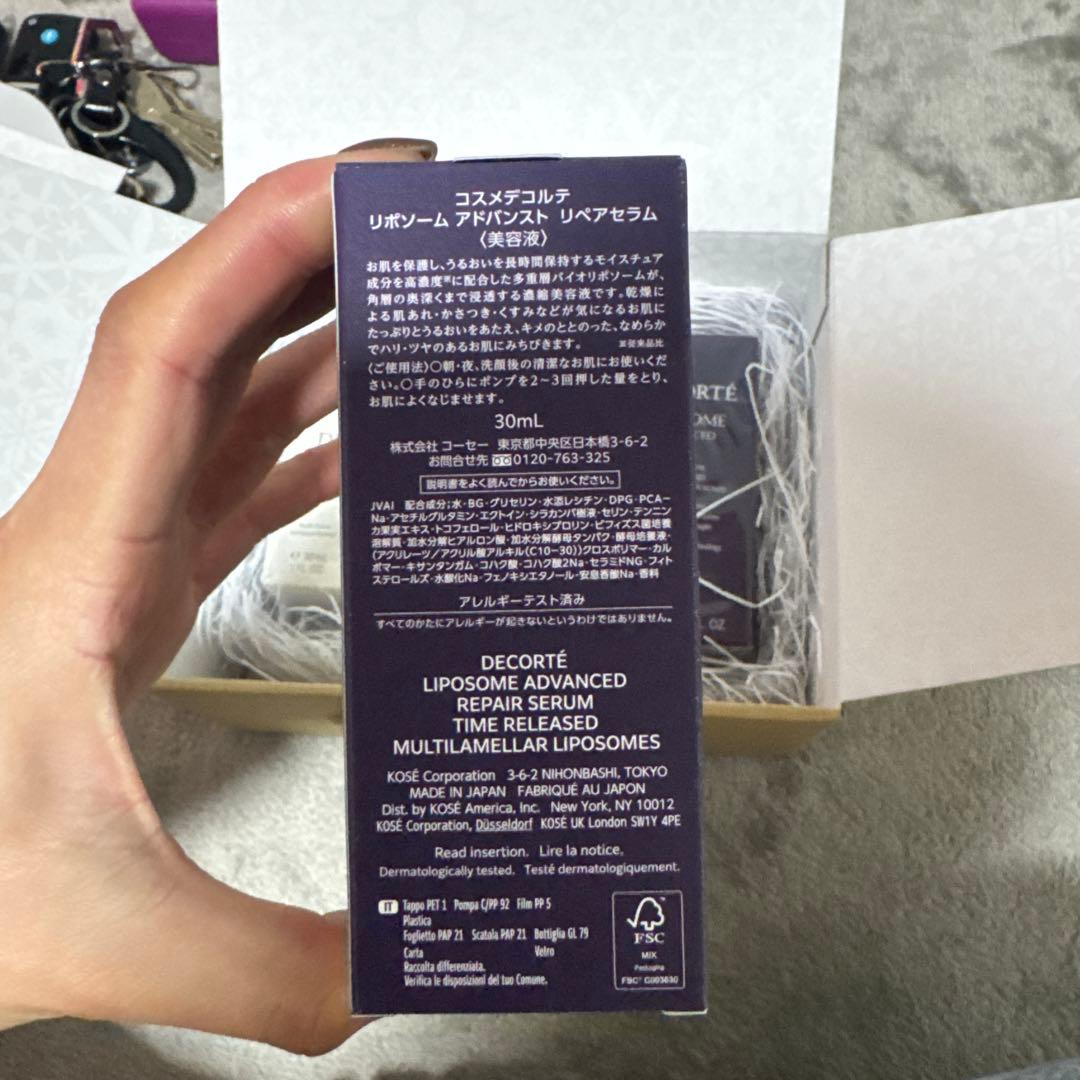 コスメデコルテ
リポソーム アドバンスト リペアセラム
〈美容液〉
お肌を保護し、うるおいを長時間保持するモイスチュア
成分を高濃度※に配合した多重層バイオリポソームが、
角層の奥深くまで浸透する濃縮美容液です。乾燥に
よる肌あれ・かさつき・くすみなどが気になるお肌に
たっぷりとうるおいをあたえ、キメのととのった、なめらか
でハリ・ツヤのあるお肌にみちびきます。 ※従来品比
〈ご使用法〉○朝・夜、洗顔後の清潔なお肌にお使いくだ
さい。○手のひらにポンプを2～3回押した量をとり、
お肌によくなじませます。
30mL
株式会社 コーセー 東京都中央区日本橋3-6-2
お問合せ先 0120-763-325
説明書をよく読んでからお使いください。
JVAI 配合成分;水・BG・グリセリン・水添レシチン・DPG・PCA-
Na・アセチルグルタミン・エクトイン・シラカンバ樹液・セリン・テンニン
カ果実エキス・トコフェロール・ヒドロキシプロリン・ビフィズス菌培養
溶解質・加水分解ヒアルロン酸・加水分解酵母タンパク・酵母培養液・
(アクリレーツ/アクリル酸アルキル(C10-30))クロスポリマー・カル
ボマー・キサンタンガム・コハク酸・コハク酸2Na・セラミドNG・フィト
ステロールズ・水酸化Na・フェノキシエタノール・安息香酸Na・香料
アレルギーテスト済み
すべてのかたにアレルギーが起きないというわけではありません。
DECORTÉ
LIPOSOME ADVANCED
REPAIR SERUM
TIME RELEASED
MULTILAMELLAR LIPOSOMES
KOSÉ Corporation 3-6-2 NIHONBASHI, TOKYO
MADE IN JAPAN FABRIQUÉ AU JAPON
Dist. by KOSÉ America, Inc. New York, NY 10012
KOSÉ Corporation, Düsseldorf KOSÉ UK London SW1Y 4PE
Read insertion. Lire la notice.
Dermatologically tested. Testé dermatologiquement.
IT Tappo PET 1 Pompa C/PP 92 Film PP 5
Plastica
Foglietto PAP 21 Scatola PAP 21 Bottiglia GL 79
Carta Vetro
Raccolta differenziata.
Verifica le disposizioni del tuo Comune.
FSC
MIX
Packaging
FSC® G003630
ORTÉ
OME
OZ